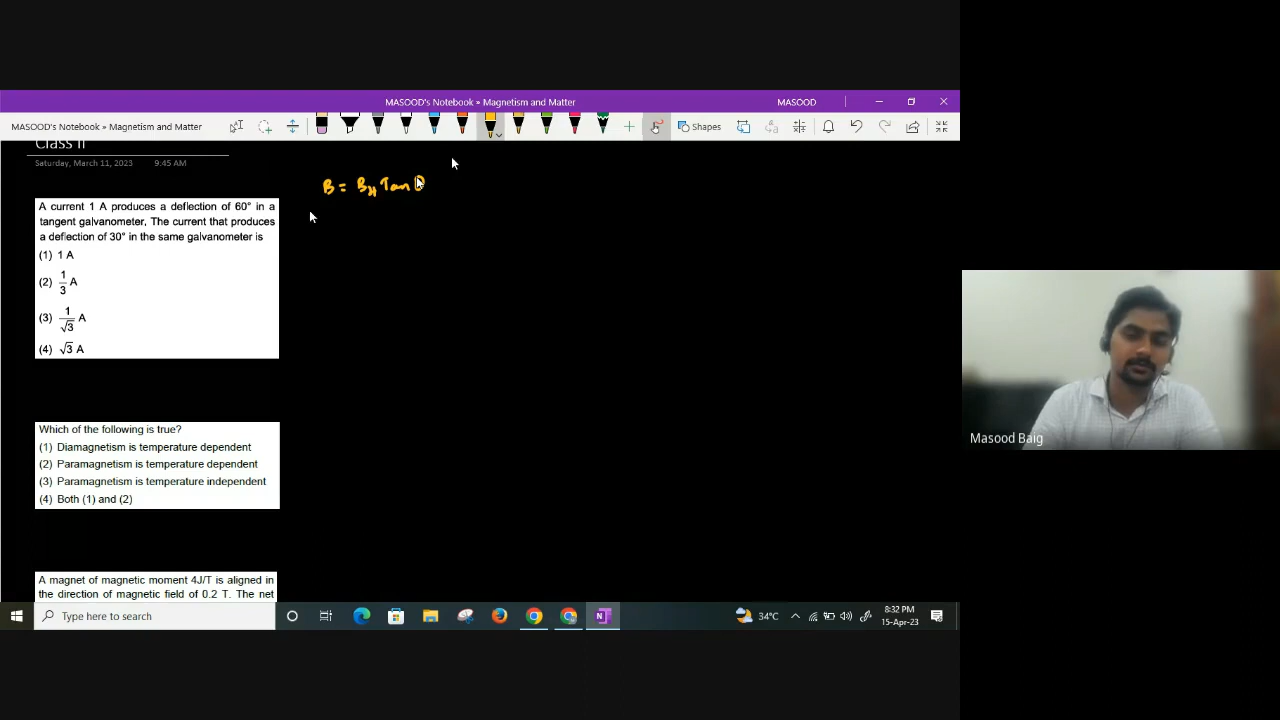 MASOOD's Notebook » Magnetism and Matter
MASOOD
MASOOD's Notebook » Magnetism and Matter
Shapes
Class II
Saturday, March 11, 2023 9:45 AM
B = B_H Tan θ
A current 1 A produces a deflection of 60° in a
tangent galvanometer, The current that produces
a deflection of 30° in the same galvanometer is
(1) 1 A
(2) 1/3 A
(3) 1/√3 A
(4) √3 A
Which of the following is true?
(1) Diamagnetism is temperature dependent
(2) Paramagnetism is temperature dependent
(3) Paramagnetism is temperature independent
(4) Both (1) and (2)
A magnet of magnetic moment 4J/T is aligned in
the direction of magnetic field of 0.2 T. The net
Masood Baig
Type here to search
N
34°C
8:32 PM
15-Apr-23